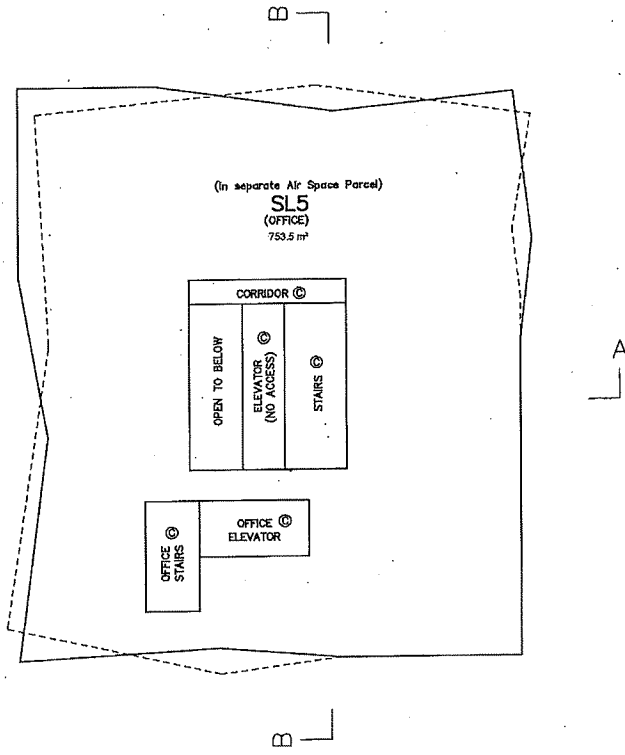 B
(In separate Air Space Parcel)
SL5
(OFFICE)
753.5 m²
CORRIDOR Ⓒ
OPEN TO BELOW
ELEVATOR Ⓒ
(NO ACCESS)
STAIRS Ⓒ
A
OFFICE Ⓒ
STAIRS
OFFICE Ⓒ
ELEVATOR
B